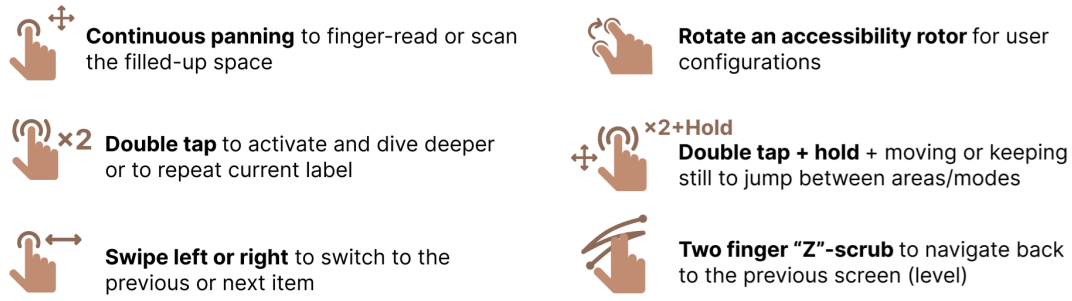 Continuous panning to finger-read or scan
the filled-up space
×2
Double tap to activate and dive deeper
or to repeat current label
Swipe left or right to switch to the
previous or next item
Rotate an accessibility rotor for user
configurations
×2+Hold
Double tap + hold + moving or keeping
still to jump between areas/modes
Two finger “Z”-scrub to navigate back
to the previous screen (level)